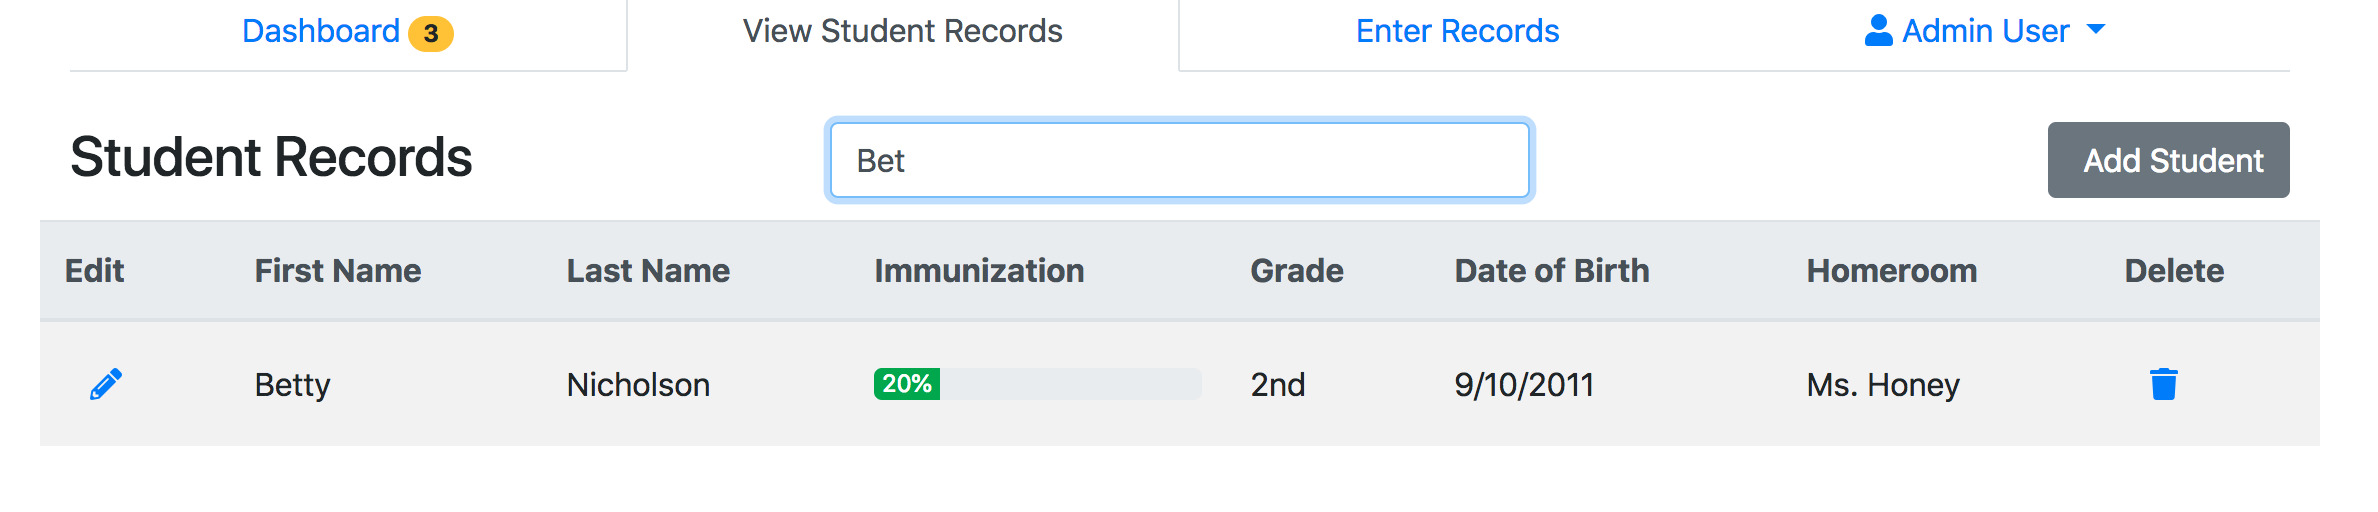 Dashboard 3 View Student Records Enter Records Admin User
Student Records Bet Add Student
Edit First Name Last Name Immunization Grade Date of Birth Homeroom Delete
Betty Nicholson 20% 2nd 9/10/2011 Ms. Honey